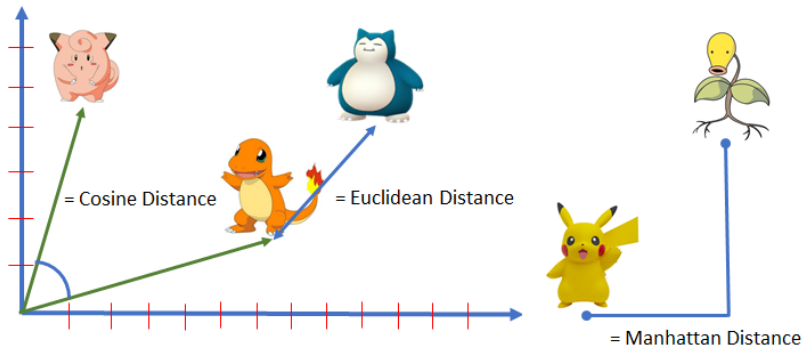 = Cosine Distance
= Euclidean Distance
= Manhattan Distance